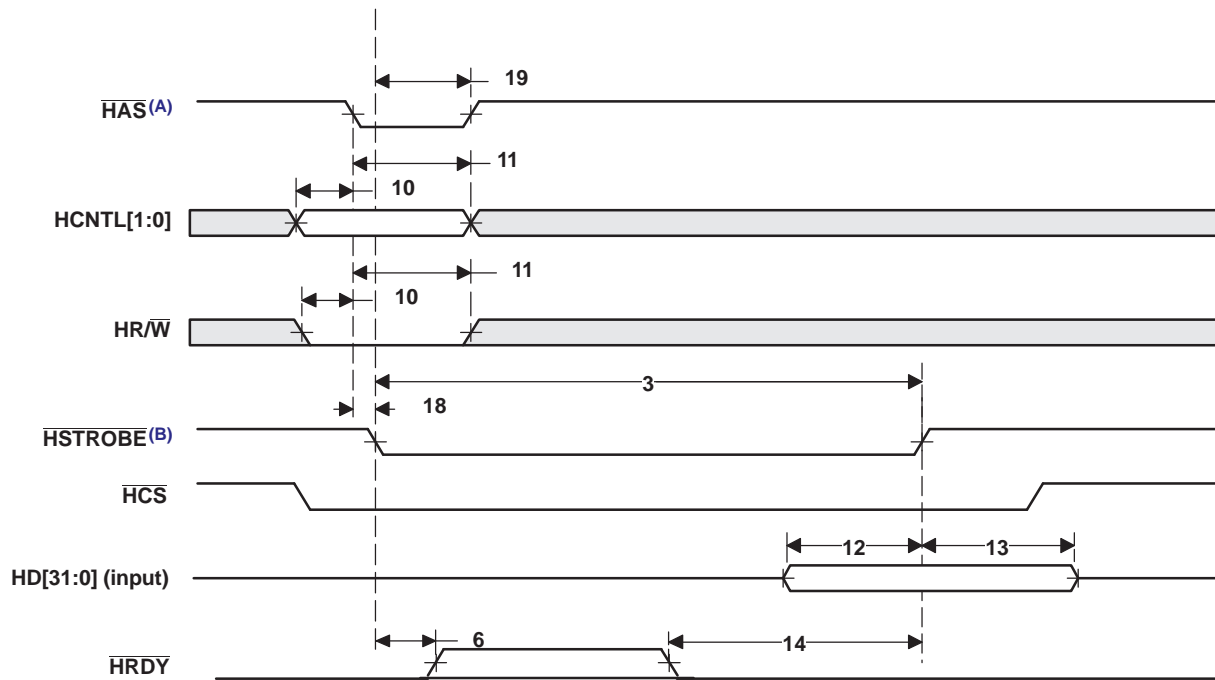 19
HAS(A)
11
10
HCNTL[1:0]
11
10
HR/W
3
18
HSTROBE(B)
HCS
12 13
HD[31:0] (input)
6 14
HRDY